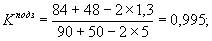 K^подз = (84 + 48 − 2×1,3) / (90 + 50 − 2×5) = 0,995;